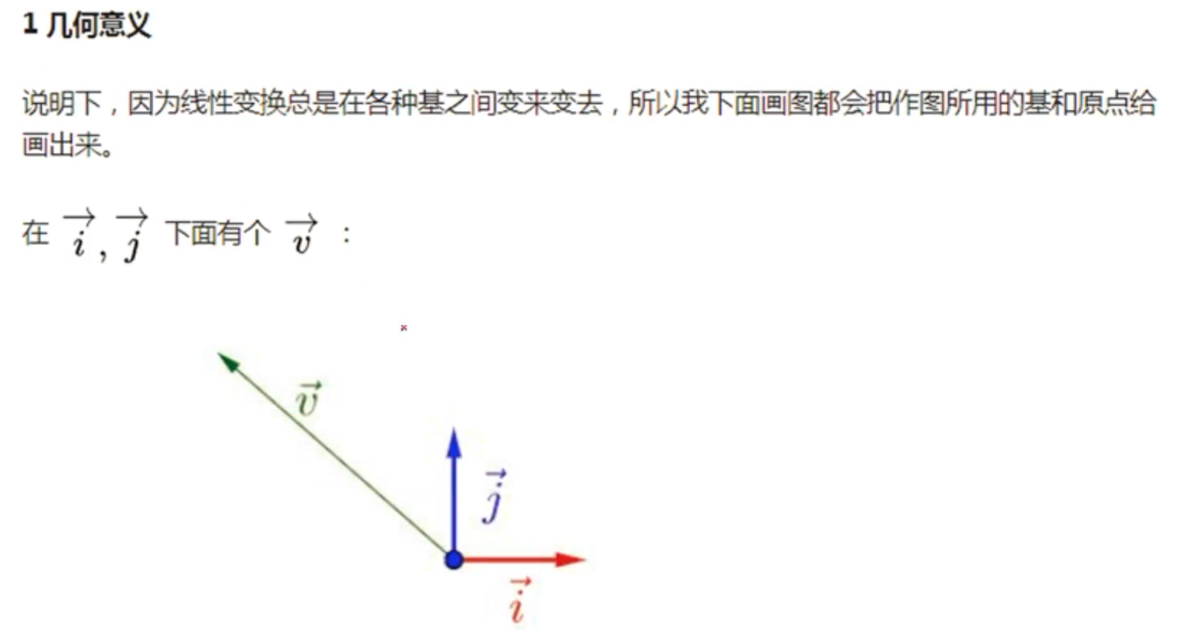 1 几何意义
说明下，因为线性变换总是在各种基之间变来变去，所以我下面画图都会把作图所用的基和原点给
画出来。
在 $\overrightarrow{i}, \overrightarrow{j}$ 下面有个 $\overrightarrow{v}$ ：
$\vec{v}$
$\vec{j}$
$\vec{i}$